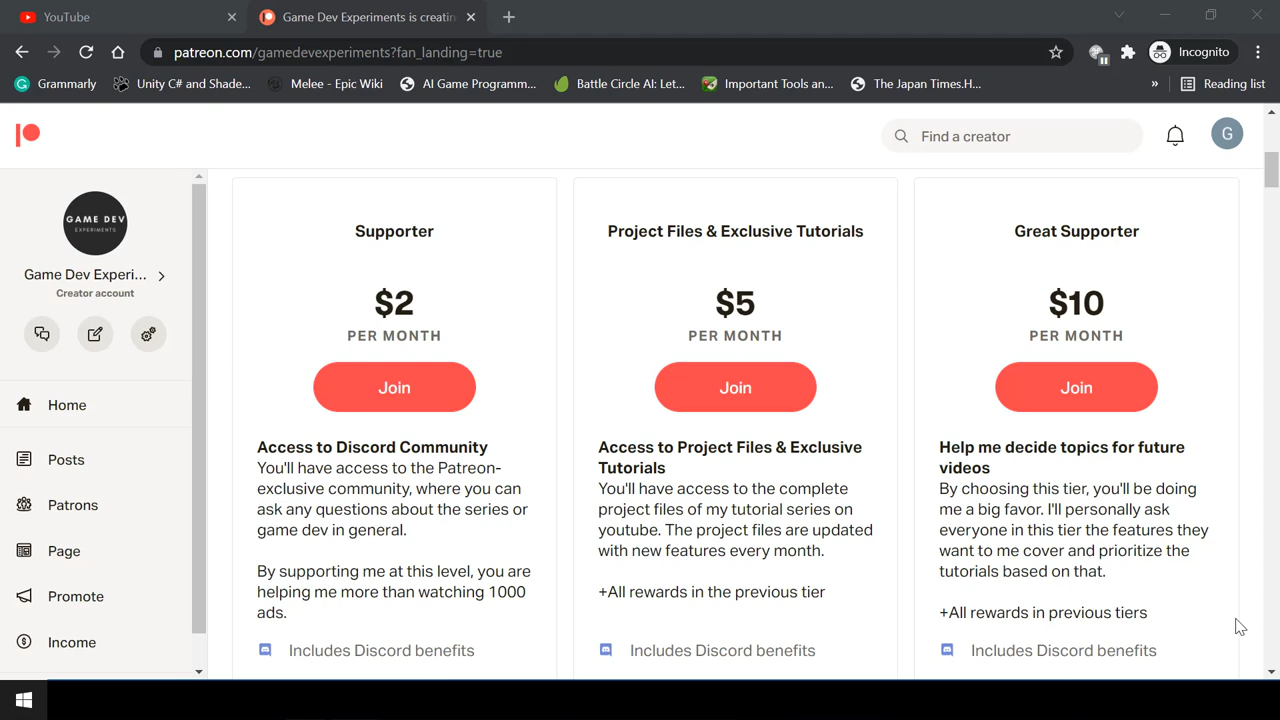 YouTube
Game Dev Experiments is creatin
patreon.com/gamedevexperiments?fan_landing=true
Incognito
Grammarly
Unity C# and Shade...
Melee - Epic Wiki
AI Game Programm...
Battle Circle AI: Let...
Important Tools an...
The Japan Times.H...
»
Reading list
Find a creator
G
GAME DEV
EXPERIMENTS
Game Dev Experi...
Creator account
Home
Posts
Patrons
Page
Promote
Income
Supporter
$2
PER MONTH
Join
Access to Discord Community
You'll have access to the Patreon-
exclusive community, where you can
ask any questions about the series or
game dev in general.
By supporting me at this level, you are
helping me more than watching 1000
ads.
Includes Discord benefits
Project Files & Exclusive Tutorials
$5
PER MONTH
Join
Access to Project Files & Exclusive
Tutorials
You'll have access to the complete
project files of my tutorial series on
youtube. The project files are updated
with new features every month.
+All rewards in the previous tier
Includes Discord benefits
Great Supporter
$10
PER MONTH
Join
Help me decide topics for future
videos
By choosing this tier, you'll be doing
me a big favor. I'll personally ask
everyone in this tier the features they
want to me cover and prioritize the
tutorials based on that.
+All rewards in previous tiers
Includes Discord benefits